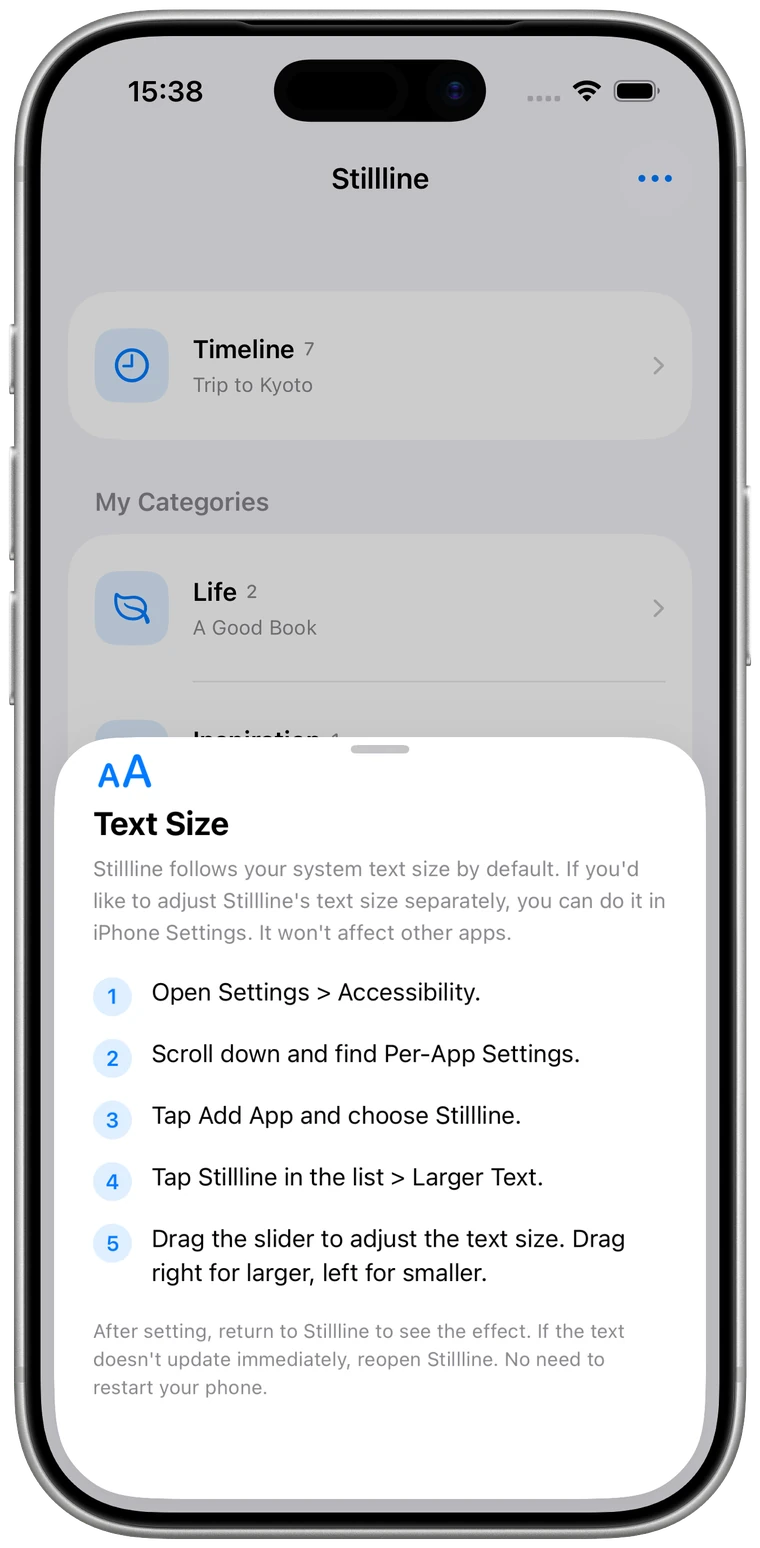 15:38
Stillline
Timeline 7
Trip to Kyoto
My Categories
Life 2
A Good Book
Inspiration 1
AA
Text Size
Stillline follows your system text size by default. If you'd
like to adjust Stillline's text size separately, you can do it in
iPhone Settings. It won't affect other apps.
1 Open Settings > Accessibility.
2 Scroll down and find Per-App Settings.
3 Tap Add App and choose Stillline.
4 Tap Stillline in the list > Larger Text.
5 Drag the slider to adjust the text size. Drag
right for larger, left for smaller.
After setting, return to Stillline to see the effect. If the text
doesn't update immediately, reopen Stillline. No need to
restart your phone.